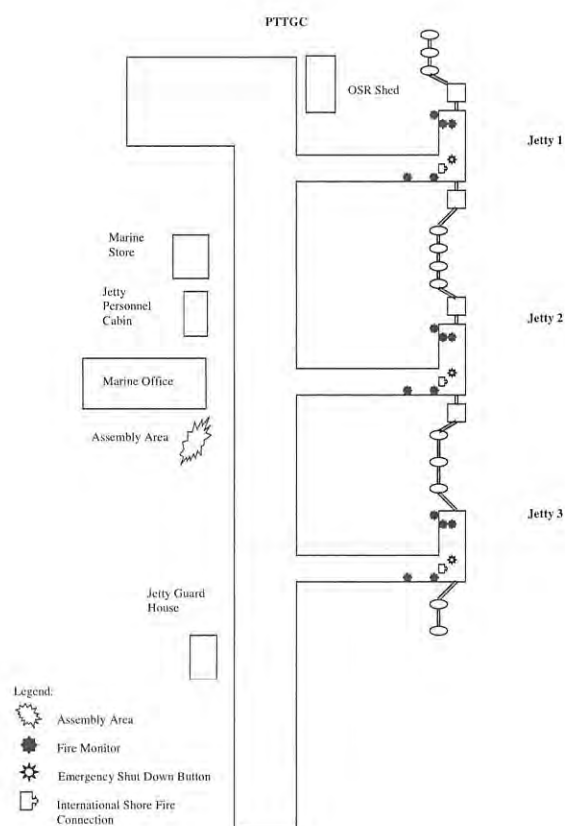 PTTGC
OSR Shed
Jetty 1
Marine
Store
Jetty
Personnel
Cabin
Jetty 2
Marine Office
Assembly Area
Jetty 3
Jetty Guard
House
Legend:
Assembly Area
Fire Monitor
Emergency Shut Down Button
International Shore Fire
Connection